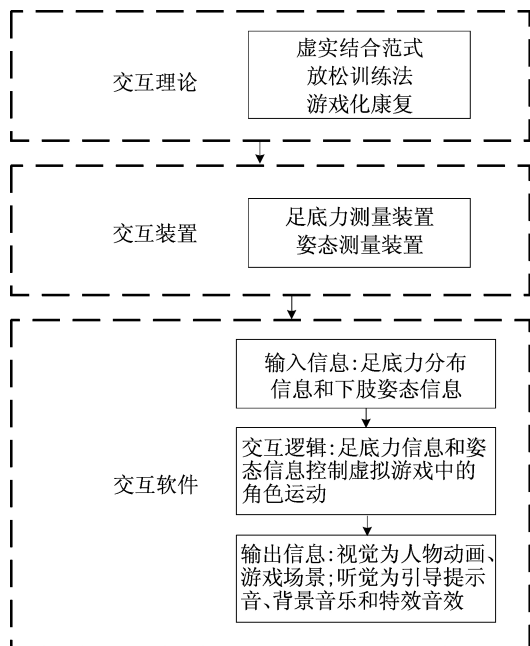 交互理论
虚实结合范式
放松训练法
游戏化康复
交互装置
足底力测量装置
姿态测量装置
交互软件
输入信息:足底力分布
信息和下肢姿态信息
交互逻辑:足底力信息和姿
态信息控制虚拟游戏中的
角色运动
输出信息:视觉为人物动画、
游戏场景;听觉为引导提示
音、背景音乐和特效音效